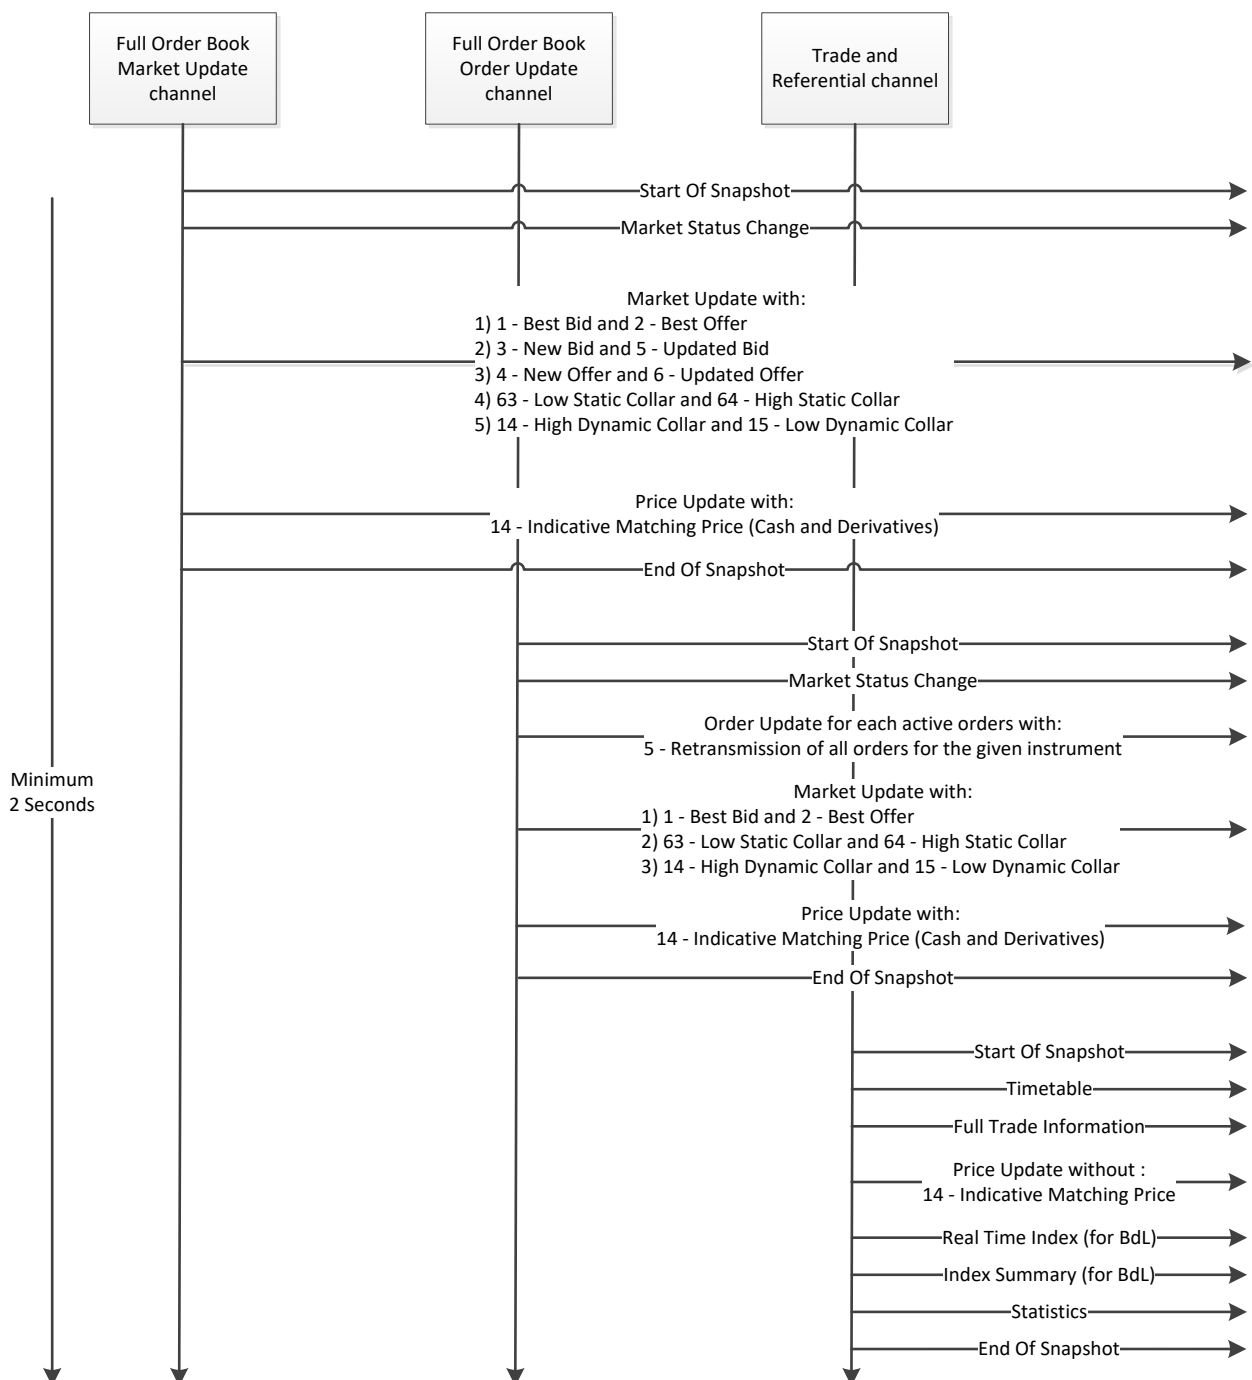 Full Order Book
Market Update
channel
Full Order Book
Order Update
channel
Trade and
Referential channel
Start Of Snapshot
Market Status Change
Market Update with:
1) 1 - Best Bid and 2 - Best Offer
2) 3 - New Bid and 5 - Updated Bid
3) 4 - New Offer and 6 - Updated Offer
4) 63 - Low Static Collar and 64 - High Static Collar
5) 14 - High Dynamic Collar and 15 - Low Dynamic Collar
Price Update with:
14 - Indicative Matching Price (Cash and Derivatives)
End Of Snapshot
Start Of Snapshot
Market Status Change
Order Update for each active orders with:
5 - Retransmission of all orders for the given instrument
Minimum
2 Seconds
Market Update with:
1) 1 - Best Bid and 2 - Best Offer
2) 63 - Low Static Collar and 64 - High Static Collar
3) 14 - High Dynamic Collar and 15 - Low Dynamic Collar
Price Update with:
14 - Indicative Matching Price (Cash and Derivatives)
End Of Snapshot
Start Of Snapshot
Timetable
Full Trade Information
Price Update without :
14 - Indicative Matching Price
Real Time Index (for BdL)
Index Summary (for BdL)
Statistics
End Of Snapshot